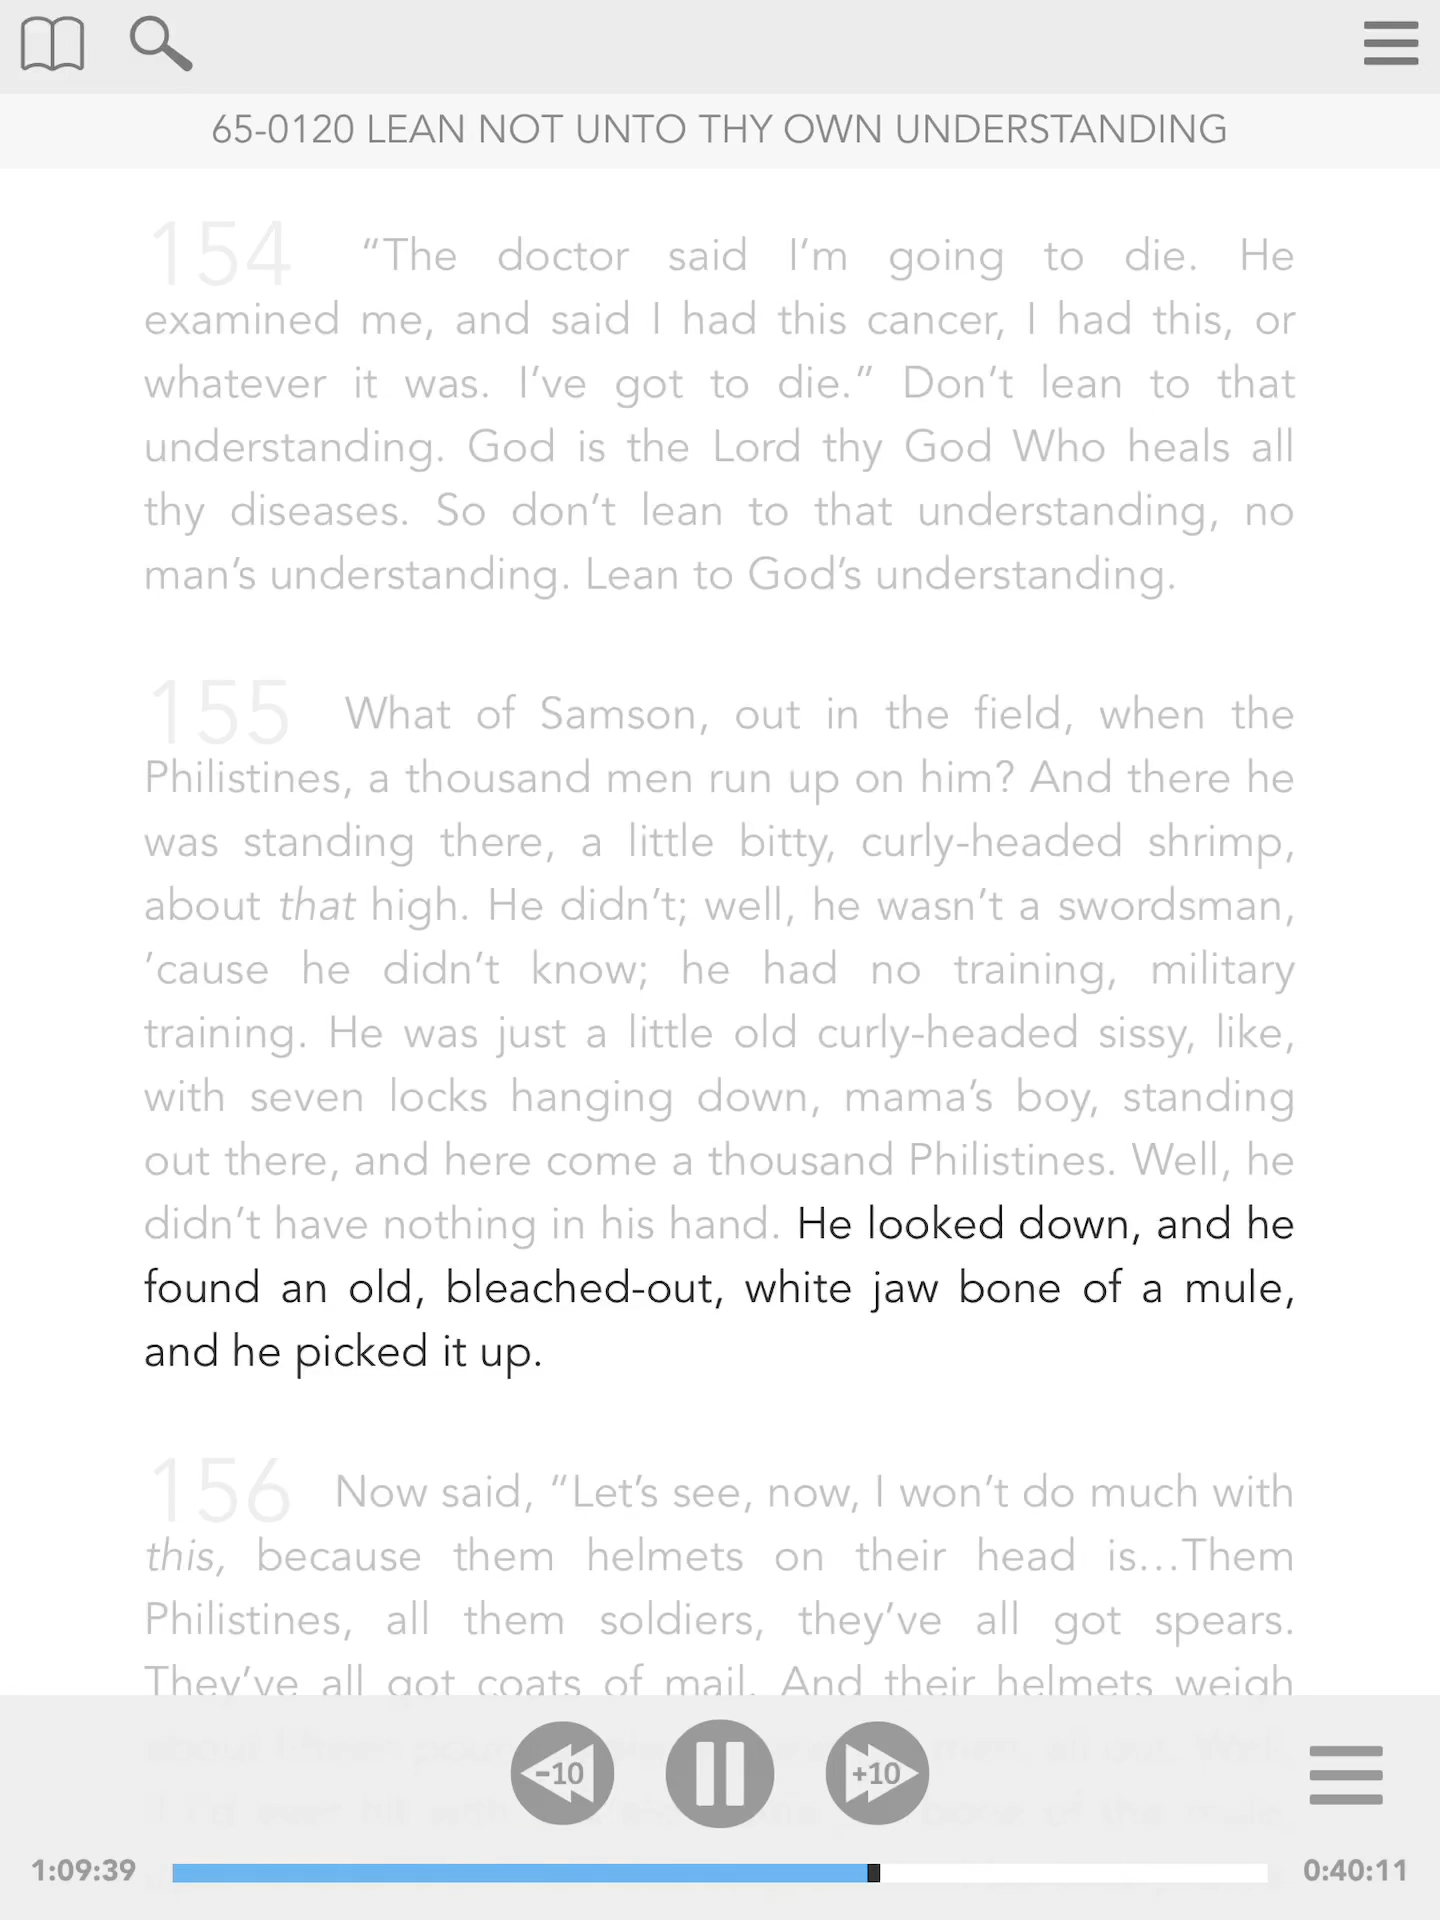 65-0120 LEAN NOT UNTO THY OWN UNDERSTANDING
154 “The doctor said I’m going to die. He
examined me, and said I had this cancer, I had this, or
whatever it was. I’ve got to die.” Don’t lean to that
understanding. God is the Lord thy God Who heals all
thy diseases. So don’t lean to that understanding, no
man’s understanding. Lean to God’s understanding.
155 What of Samson, out in the field, when the
Philistines, a thousand men run up on him? And there he
was standing there, a little bitty, curly-headed shrimp,
about that high. He didn’t; well, he wasn’t a swordsman,
’cause he didn’t know; he had no training, military
training. He was just a little old curly-headed sissy, like,
with seven locks hanging down, mama’s boy, standing
out there, and here come a thousand Philistines. Well, he
didn’t have nothing in his hand. He looked down, and he
found an old, bleached-out, white jaw bone of a mule,
and he picked it up.
156 Now said, “Let’s see, now, I won’t do much with
this, because them helmets on their head is…Them
Philistines, all them soldiers, they’ve all got spears.
They’ve all got coats of mail. And their helmets weigh
-10 +10
1:09:39 0:40:11